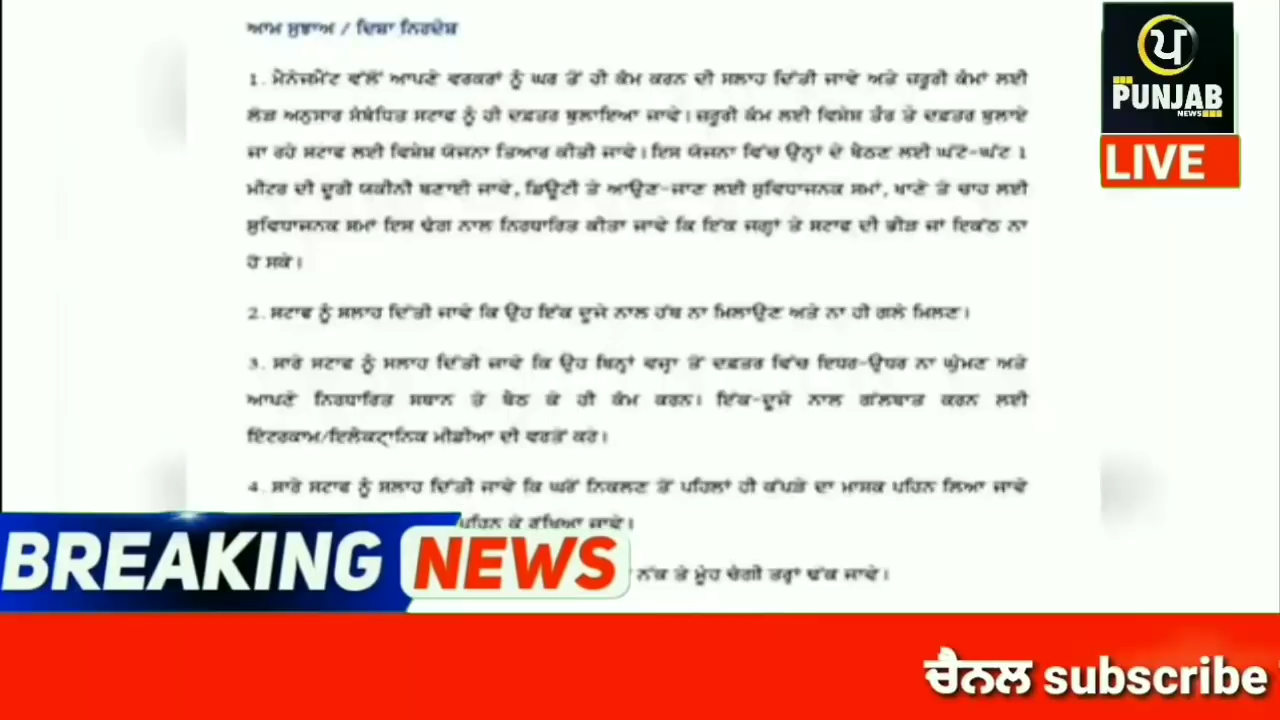 ਆਮ ਸੁਝਾਅ / ਦਿਸ਼ਾ ਨਿਰਦੇਸ਼
1. ਮੈਨੇਜਮੈਂਟ ਵੱਲੋਂ ਆਪਣੇ ਵਰਕਰਾਂ ਨੂੰ ਘਰ ਤੋਂ ਹੀ ਕੰਮ ਕਰਨ ਦੀ ਸਲਾਹ ਦਿੱਤੀ ਜਾਵੇ ਅਤੇ ਜ਼ਰੂਰੀ ਕੰਮਾਂ ਲਈ
ਲੋੜ ਅਨੁਸਾਰ ਸੰਬੰਧਿਤ ਸਟਾਫ ਨੂੰ ਹੀ ਦਫ਼ਤਰ ਬੁਲਾਇਆ ਜਾਵੇ। ਜ਼ਰੂਰੀ ਕੰਮ ਲਈ ਵਿਸ਼ੇਸ਼ ਤੌਰ ਤੇ ਦਫ਼ਤਰ ਬੁਲਾਏ
ਜਾ ਰਹੇ ਸਟਾਫ ਲਈ ਵਿਸ਼ੇਸ਼ ਯੋਜਨਾ ਤਿਆਰ ਕੀਤੀ ਜਾਵੇ। ਇਸ ਯੋਜਨਾ ਵਿੱਚ ਉਨ੍ਹਾਂ ਦੇ ਬੈਠਣ ਲਈ ਘੱਟੋ-ਘੱਟ 1
ਮੀਟਰ ਦੀ ਦੂਰੀ ਯਕੀਨੀ ਬਣਾਈ ਜਾਵੇ, ਡਿਊਟੀ ਤੇ ਆਉਣ-ਜਾਣ ਲਈ ਸੁਵਿਧਾਜਨਕ ਸਮਾਂ, ਖਾਣੇ ਤੇ ਚਾਹ ਲਈ
ਸੁਵਿਧਾਜਨਕ ਸਮਾਂ ਇਸ ਢੰਗ ਨਾਲ ਨਿਰਧਾਰਿਤ ਕੀਤਾ ਜਾਵੇ ਕਿ ਇੱਕ ਜਗ੍ਹਾਂ ਤੇ ਸਟਾਫ ਦੀ ਭੀੜ ਜਾਂ ਇਕੱਠ ਨਾ
ਹੋ ਸਕੇ।
2. ਸਟਾਫ ਨੂੰ ਸਲਾਹ ਦਿੱਤੀ ਜਾਵੇ ਕਿ ਉਹ ਇੱਕ ਦੂਜੇ ਨਾਲ ਹੱਥ ਨਾ ਮਿਲਾਉਣ ਅਤੇ ਨਾ ਹੀ ਗਲੇ ਮਿਲਣ।
3. ਸਾਰੇ ਸਟਾਫ ਨੂੰ ਸਲਾਹ ਦਿੱਤੀ ਜਾਵੇ ਕਿ ਉਹ ਬਿਨ੍ਹਾਂ ਵਜ੍ਹਾ ਤੋਂ ਦਫ਼ਤਰ ਵਿੱਚ ਇਧਰ-ਉਧਰ ਨਾ ਘੁੰਮਣ ਅਤੇ
ਆਪਣੇ ਨਿਰਧਾਰਿਤ ਸਥਾਨ ਤੇ ਬੈਠ ਕੇ ਹੀ ਕੰਮ ਕਰਨ। ਇੱਕ-ਦੂਜੇ ਨਾਲ ਗੱਲਬਾਤ ਕਰਨ ਲਈ
ਇੰਟਰਕਾਮ/ਇਲੈਕਟ੍ਰਾਨਿਕ ਮੀਡੀਆ ਦੀ ਵਰਤੋਂ ਕਰੇ।
4. ਸਾਰੇ ਸਟਾਫ ਨੂੰ ਸਲਾਹ ਦਿੱਤੀ ਜਾਵੇ ਕਿ ਘਰੋਂ ਨਿਕਲਣ ਤੋਂ ਪਹਿਲਾਂ ਹੀ ਕੱਪੜੇ ਦਾ ਮਾਸਕ ਪਹਿਨ ਲਿਆ ਜਾਵੇ
ਪਹਿਨ ਕੇ ਰੱਖਿਆ ਜਾਵੇ।
ਨੱਕ ਤੇ ਮੂੰਹ ਚੰਗੀ ਤਰ੍ਹਾਂ ਢੱਕ ਜਾਵੇ।
ਪ
PUNJAB
NEWS
LIVE
BREAKING NEWS
ਚੈਨਲ subscribe